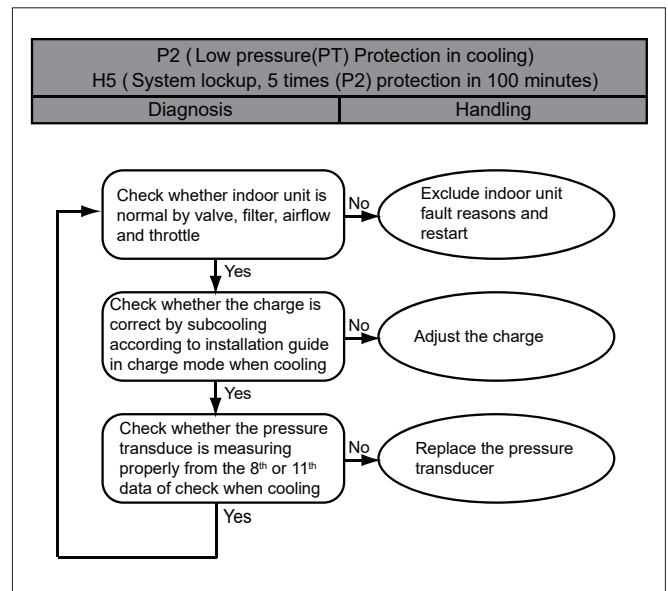 P2 ( Low pressure(PT) Protection in cooling)
H5 ( System lockup, 5 times (P2) protection in 100 minutes)
Diagnosis
Handling
Check whether indoor unit is
normal by valve, filter, airflow
and throttle
No
Exclude indoor unit
fault reasons and
restart
Yes
Check whether the charge is
correct by subcooling
according to installation guide
in charge mode when cooling
No
Adjust the charge
Yes
Check whether the pressure
transduce is measuring
properly from the 8th or 11th
data of check when cooling
No
Replace the pressure
transducer
Yes